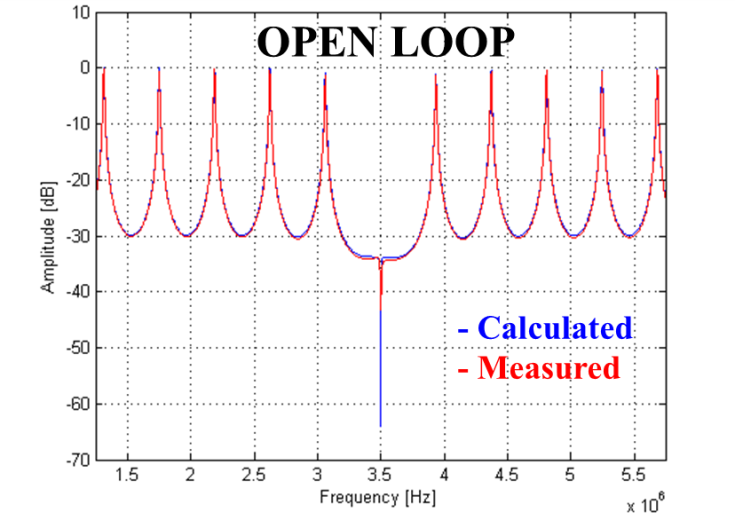 OPEN LOOP
10
0
-10
-20
-30
-40
-50
-60
-70
Amplitude [dB]
- Calculated
- Measured
1.5 2 2.5 3 3.5 4 4.5 5 5.5
Frequency [Hz]
x 10^6